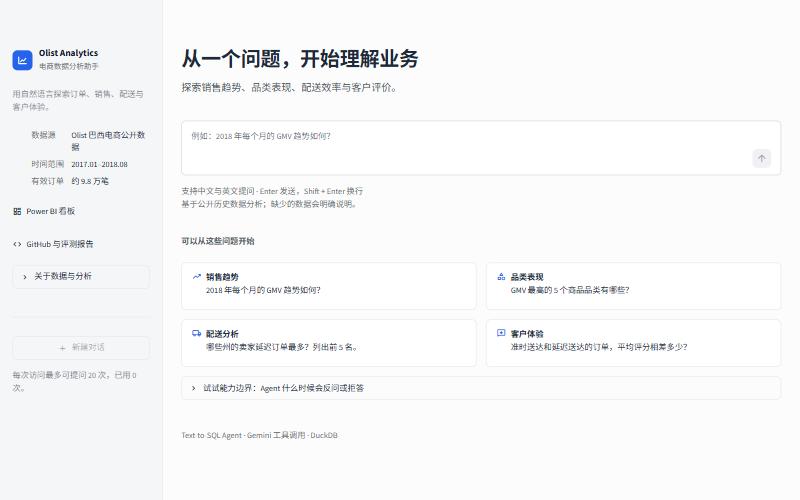 Olist Analytics
电商数据分析助手
用自然语言探索订单、销售、配送与
客户体验。
数据源 Olist 巴西电商公开数
据
时间范围 2017.01–2018.08
有效订单 约 9.8 万笔
Power BI 看板
GitHub 与评测报告
关于数据与分析
+ 新建对话
每次访问最多可提问 20 次，已用 0
次。
从一个问题，开始理解业务
探索销售趋势、品类表现、配送效率与客户评价。
例如：2018 年每个月的 GMV 趋势如何？
支持中文与英文提问 · Enter 发送，Shift + Enter 换行
基于公开历史数据分析；缺少的数据会明确说明。
可以从这些问题开始
销售趋势
2018 年每个月的 GMV 趋势如何？
品类表现
GMV 最高的 5 个商品品类有哪些？
配送分析
哪些州的卖家延迟订单最多？列出前 5 名。
客户体验
准时送达和延迟送达的订单，平均评分相差多少？
试试能力边界：Agent 什么时候会反问或拒答
Text to SQL Agent · Gemini 工具调用 · DuckDB